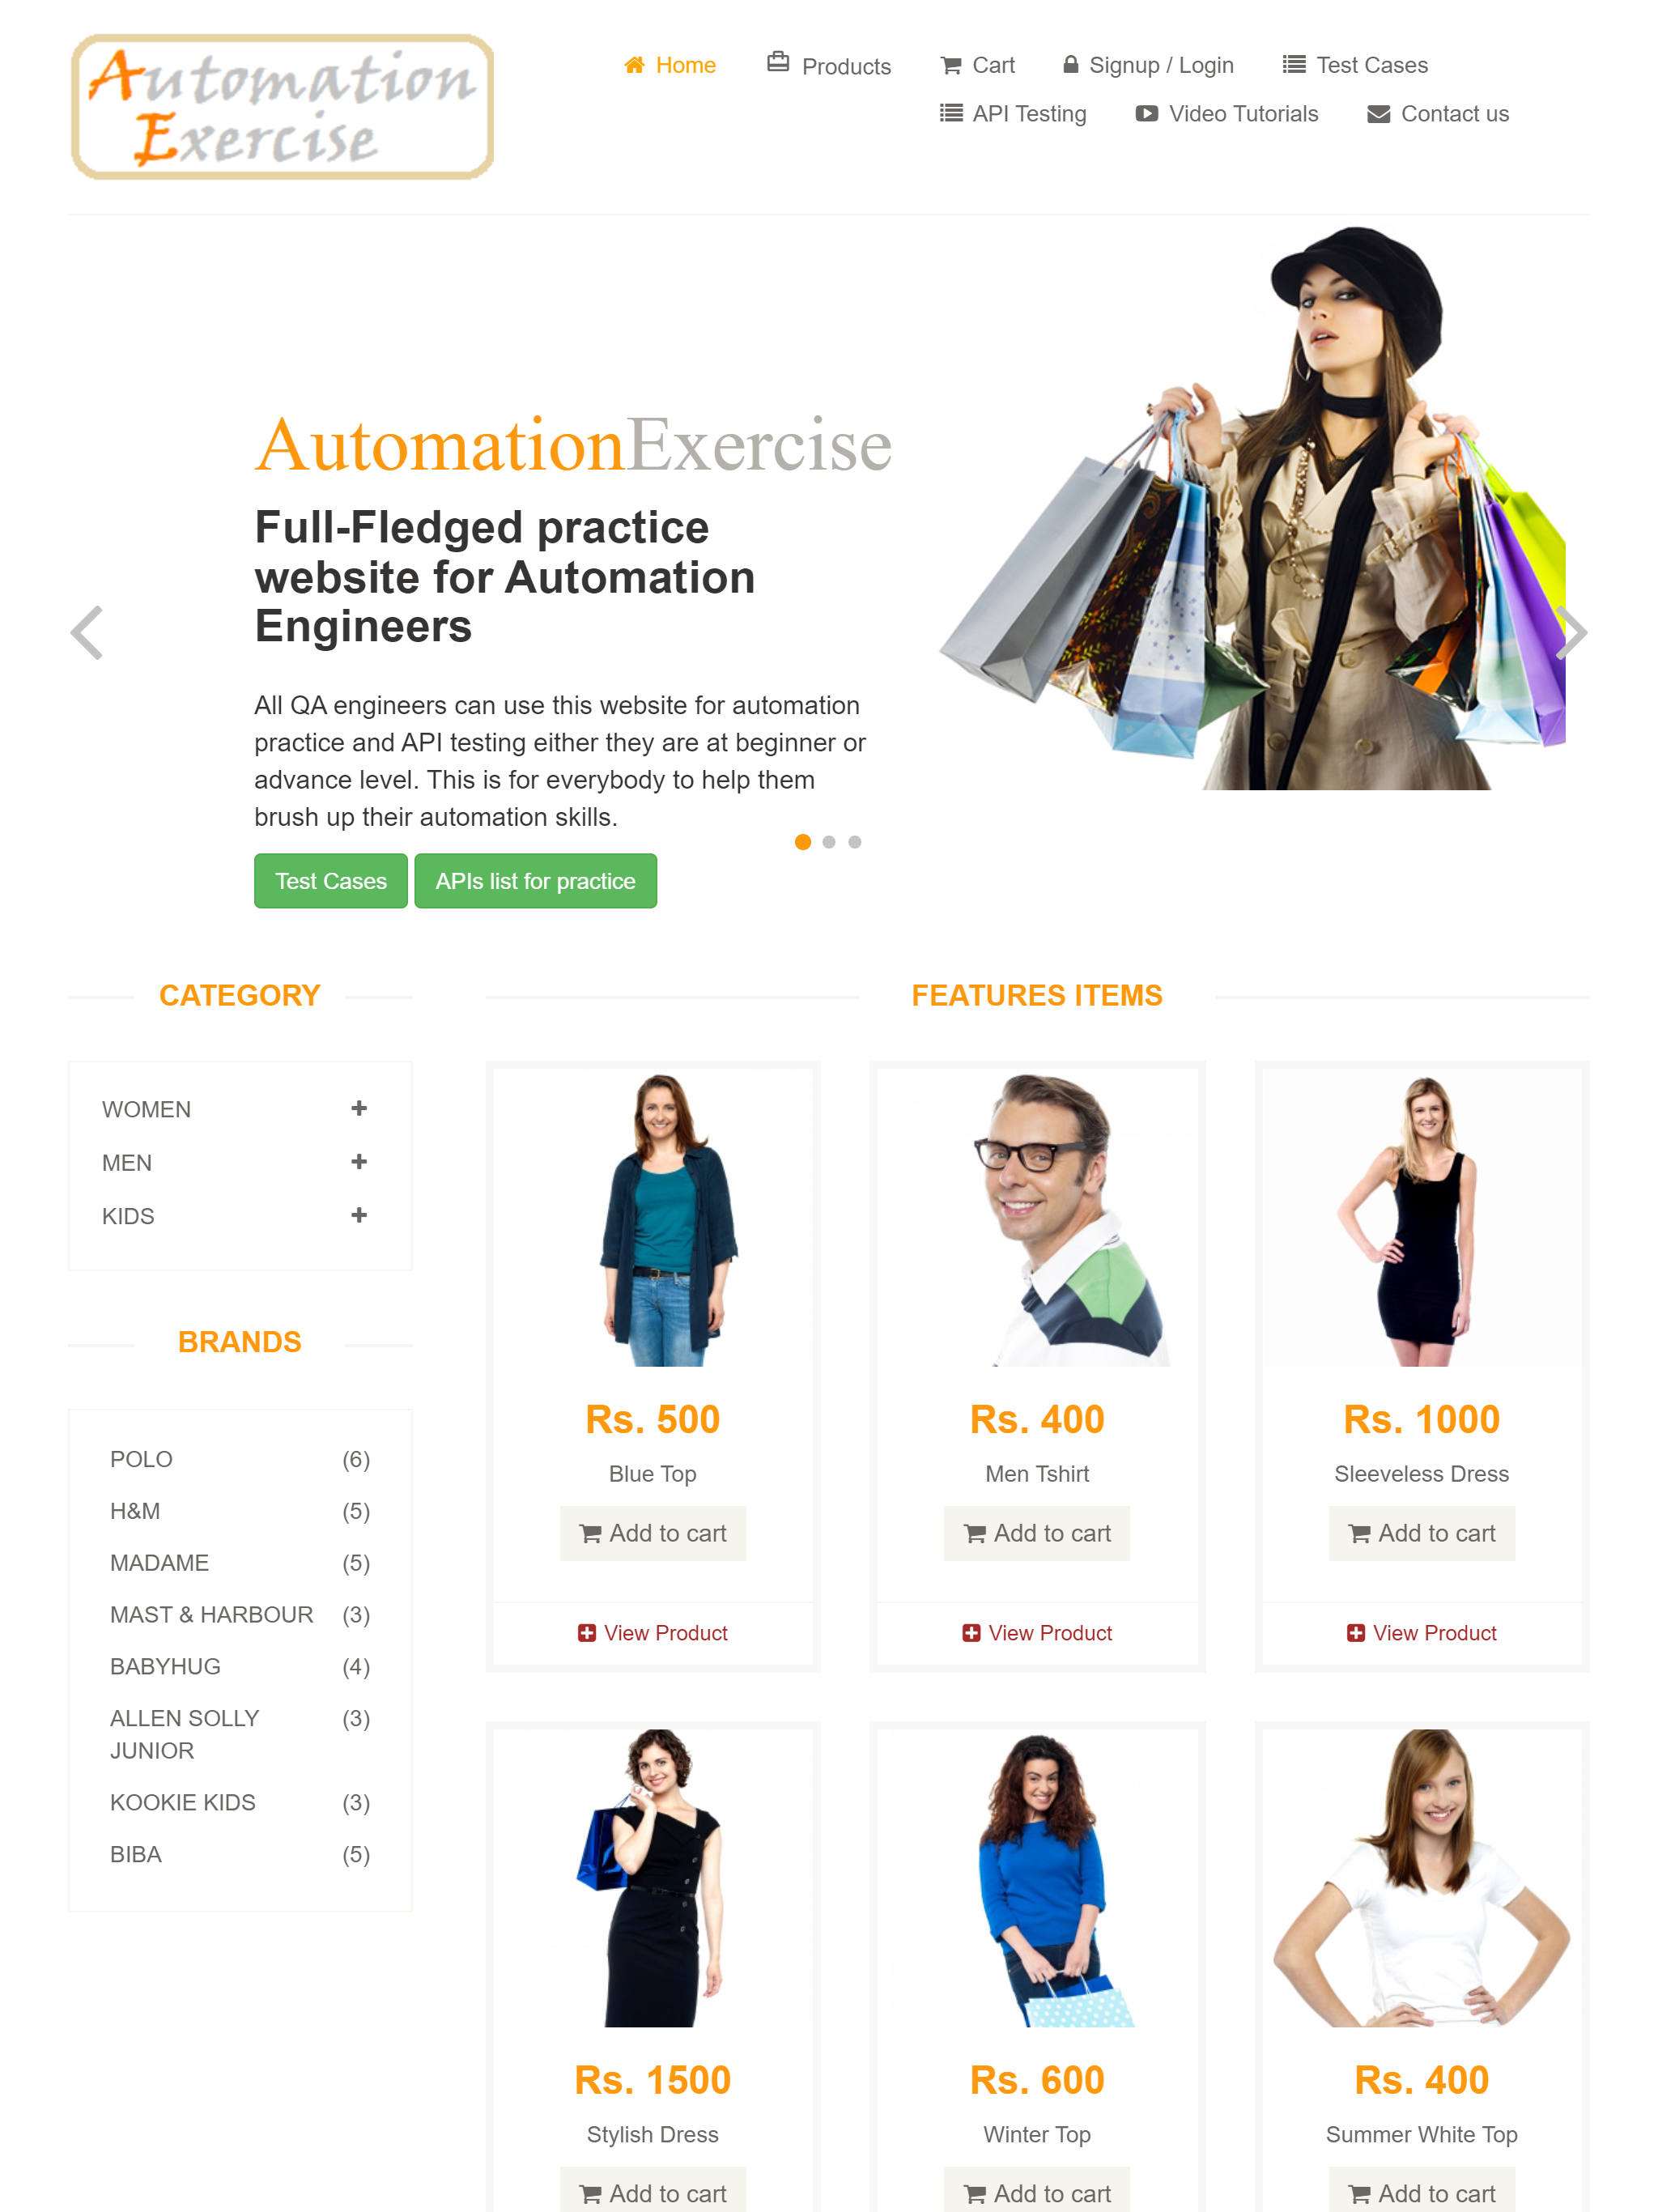 Automation
Exercise
Home
Products
Cart
Signup / Login
Test Cases
API Testing
Video Tutorials
Contact us
AutomationExercise
Full-Fledged practice
website for Automation
Engineers
All QA engineers can use this website for automation
practice and API testing either they are at beginner or
advance level. This is for everybody to help them
brush up their automation skills.
Test Cases
APIs list for practice
CATEGORY
WOMEN
MEN
KIDS
BRANDS
POLO (6)
H&M (5)
MADAME (5)
MAST & HARBOUR (3)
BABYHUG (4)
ALLEN SOLLY (3)
JUNIOR
KOOKIE KIDS (3)
BIBA (5)
FEATURES ITEMS
Rs. 500
Blue Top
Add to cart
View Product
Rs. 400
Men Tshirt
Add to cart
View Product
Rs. 1000
Sleeveless Dress
Add to cart
View Product
Rs. 1500
Stylish Dress
Add to cart
Rs. 600
Winter Top
Add to cart
Rs. 400
Summer White Top
Add to cart